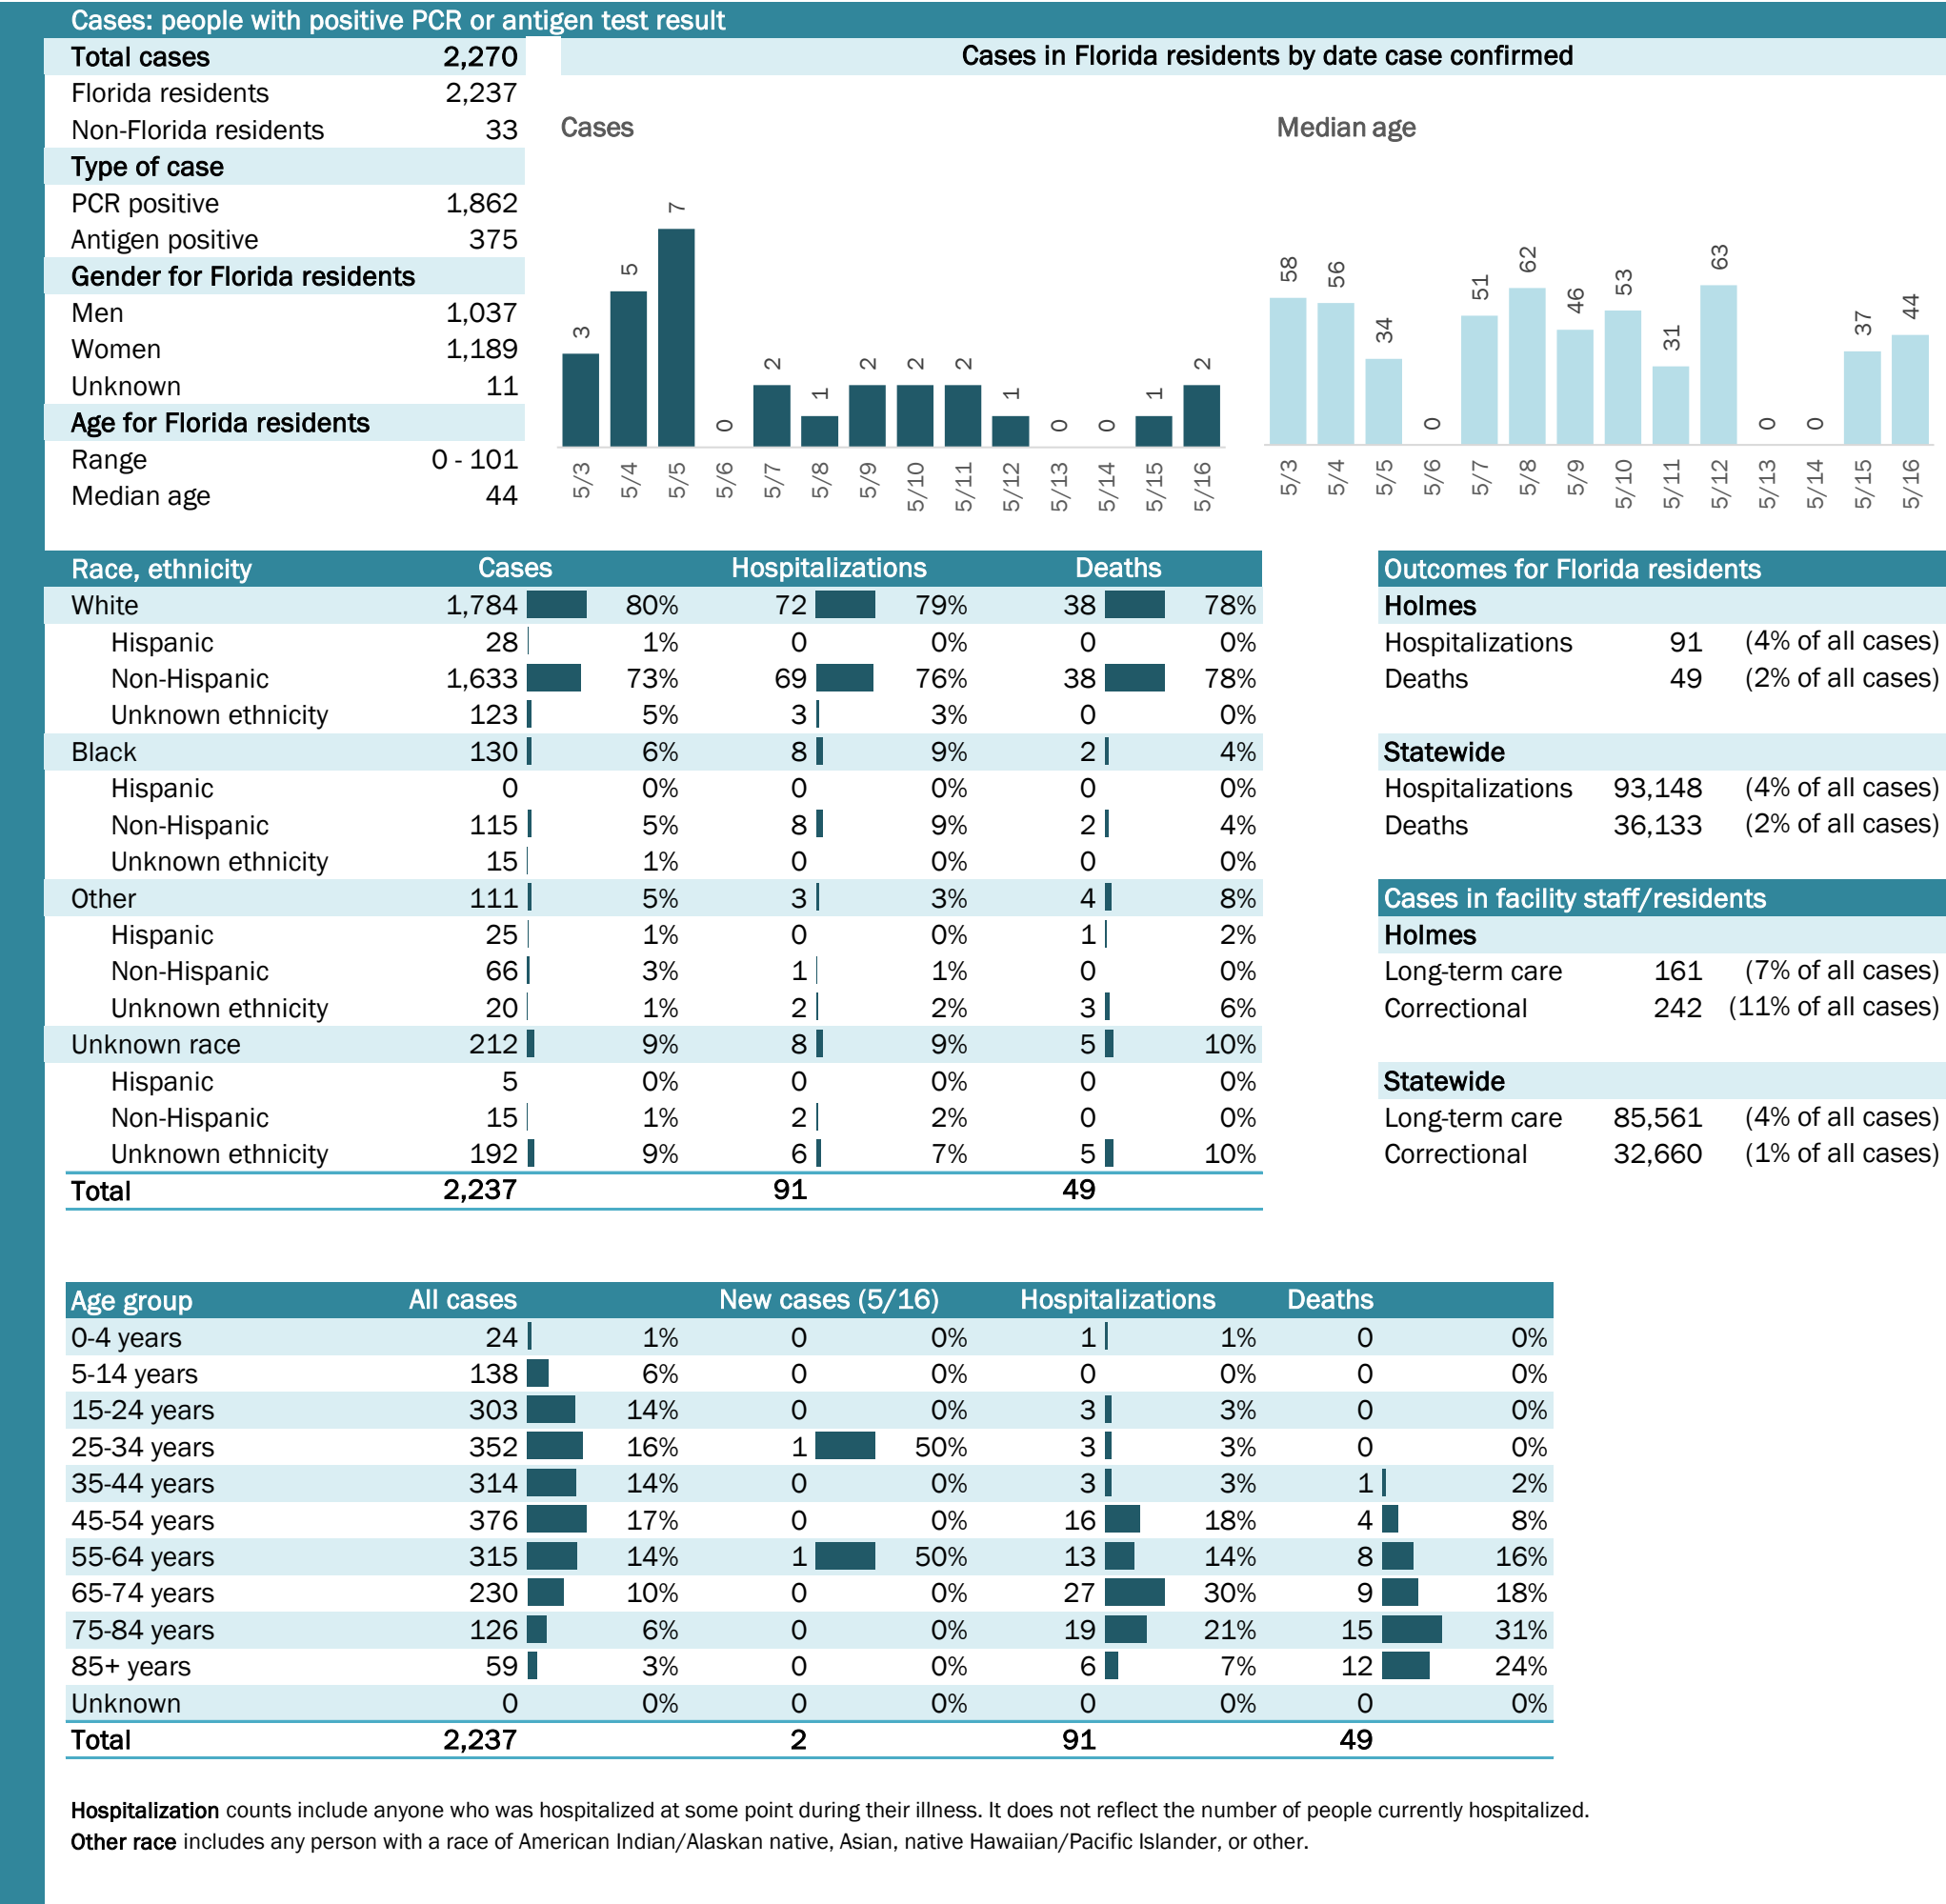 Cases: people with positive PCR or antigen test result
Total cases 2,270
Florida residents 2,237
Non-Florida residents 33
Type of case
PCR positive 1,862
Antigen positive 375
Gender for Florida residents
Men 1,037
Women 1,189
Unknown 11
Age for Florida residents
Range 0 - 101
Median age 44
Cases in Florida residents by date case confirmed
Cases
3 5 7 0 2 1 2 2 2 1 0 0 1 2
5/3 5/4 5/5 5/6 5/7 5/8 5/9 5/10 5/11 5/12 5/13 5/14 5/15 5/16
Median age
58 56 34 0 51 62 46 53 31 63 0 0 37 44
5/3 5/4 5/5 5/6 5/7 5/8 5/9 5/10 5/11 5/12 5/13 5/14 5/15 5/16
Race, ethnicity Cases Hospitalizations Deaths
White 1,784 80% 72 79% 38 78%
Hispanic 28 1% 0 0% 0 0%
Non-Hispanic 1,633 73% 69 76% 38 78%
Unknown ethnicity 123 5% 3 3% 0 0%
Black 130 6% 8 9% 2 4%
Hispanic 0 0% 0 0% 0 0%
Non-Hispanic 115 5% 8 9% 2 4%
Unknown ethnicity 15 1% 0 0% 0 0%
Other 111 5% 3 3% 4 8%
Hispanic 25 1% 0 0% 1 2%
Non-Hispanic 66 3% 1 1% 0 0%
Unknown ethnicity 20 1% 2 2% 3 6%
Unknown race 212 9% 8 9% 5 10%
Hispanic 5 0% 0 0% 0 0%
Non-Hispanic 15 1% 2 2% 0 0%
Unknown ethnicity 192 9% 6 7% 5 10%
Total 2,237 91 49
Outcomes for Florida residents
Holmes
Hospitalizations 91 (4% of all cases)
Deaths 49 (2% of all cases)
Statewide
Hospitalizations 93,148 (4% of all cases)
Deaths 36,133 (2% of all cases)
Cases in facility staff/residents
Holmes
Long-term care 161 (7% of all cases)
Correctional 242 (11% of all cases)
Statewide
Long-term care 85,561 (4% of all cases)
Correctional 32,660 (1% of all cases)
Age group All cases New cases (5/16) Hospitalizations Deaths
0-4 years 24 1% 0 0% 1 1% 0 0%
5-14 years 138 6% 0 0% 0 0% 0 0%
15-24 years 303 14% 0 0% 3 3% 0 0%
25-34 years 352 16% 1 50% 3 3% 0 0%
35-44 years 314 14% 0 0% 3 3% 1 2%
45-54 years 376 17% 0 0% 16 18% 4 8%
55-64 years 315 14% 1 50% 13 14% 8 16%
65-74 years 230 10% 0 0% 27 30% 9 18%
75-84 years 126 6% 0 0% 19 21% 15 31%
85+ years 59 3% 0 0% 6 7% 12 24%
Unknown 0 0% 0 0% 0 0% 0 0%
Total 2,237 2 91 49
Hospitalization counts include anyone who was hospitalized at some point during their illness. It does not reflect the number of people currently hospitalized.
Other race includes any person with a race of American Indian/Alaskan native, Asian, native Hawaiian/Pacific Islander, or other.